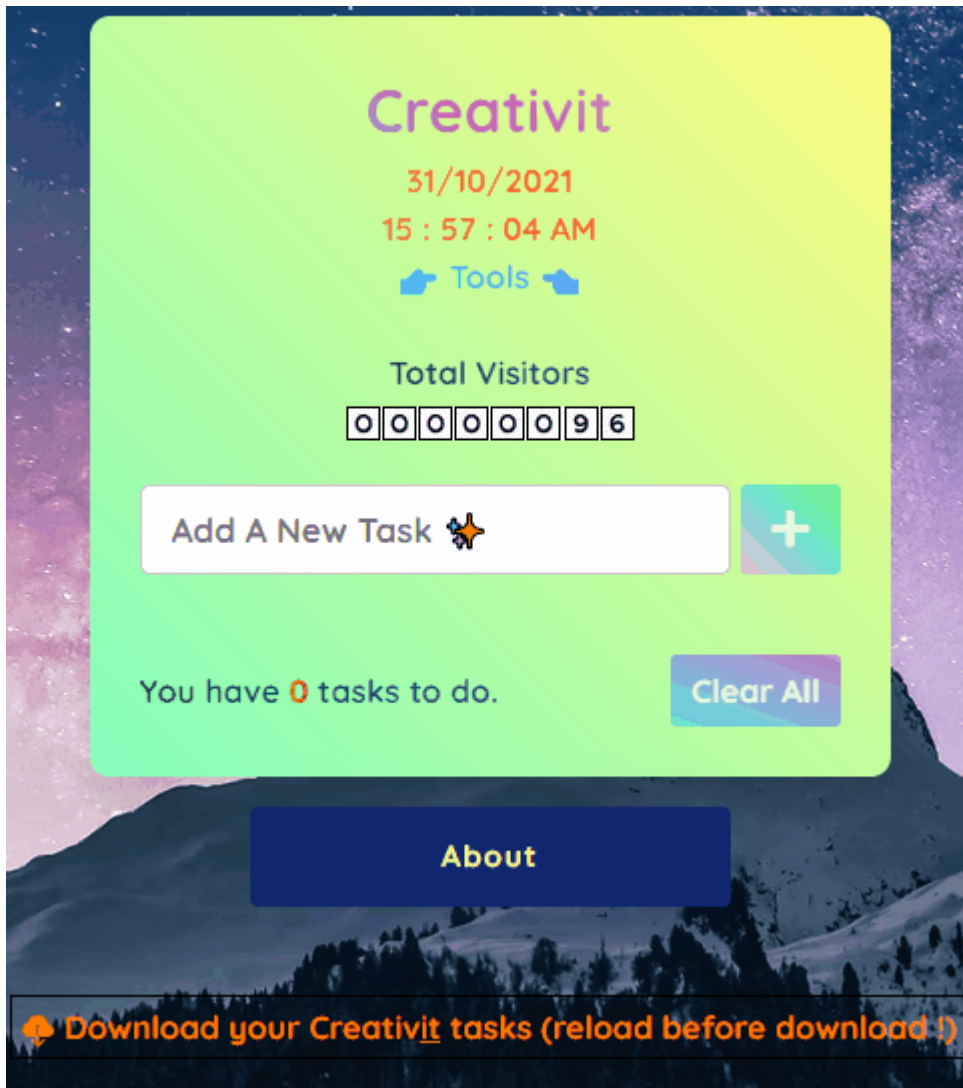 Creativit
31/10/2021
15 : 57 : 04 AM
Tools
Total Visitors
00000096
Add A New Task
You have 0 tasks to do.
Clear All
About
Download your Creativit tasks (reload before download !)